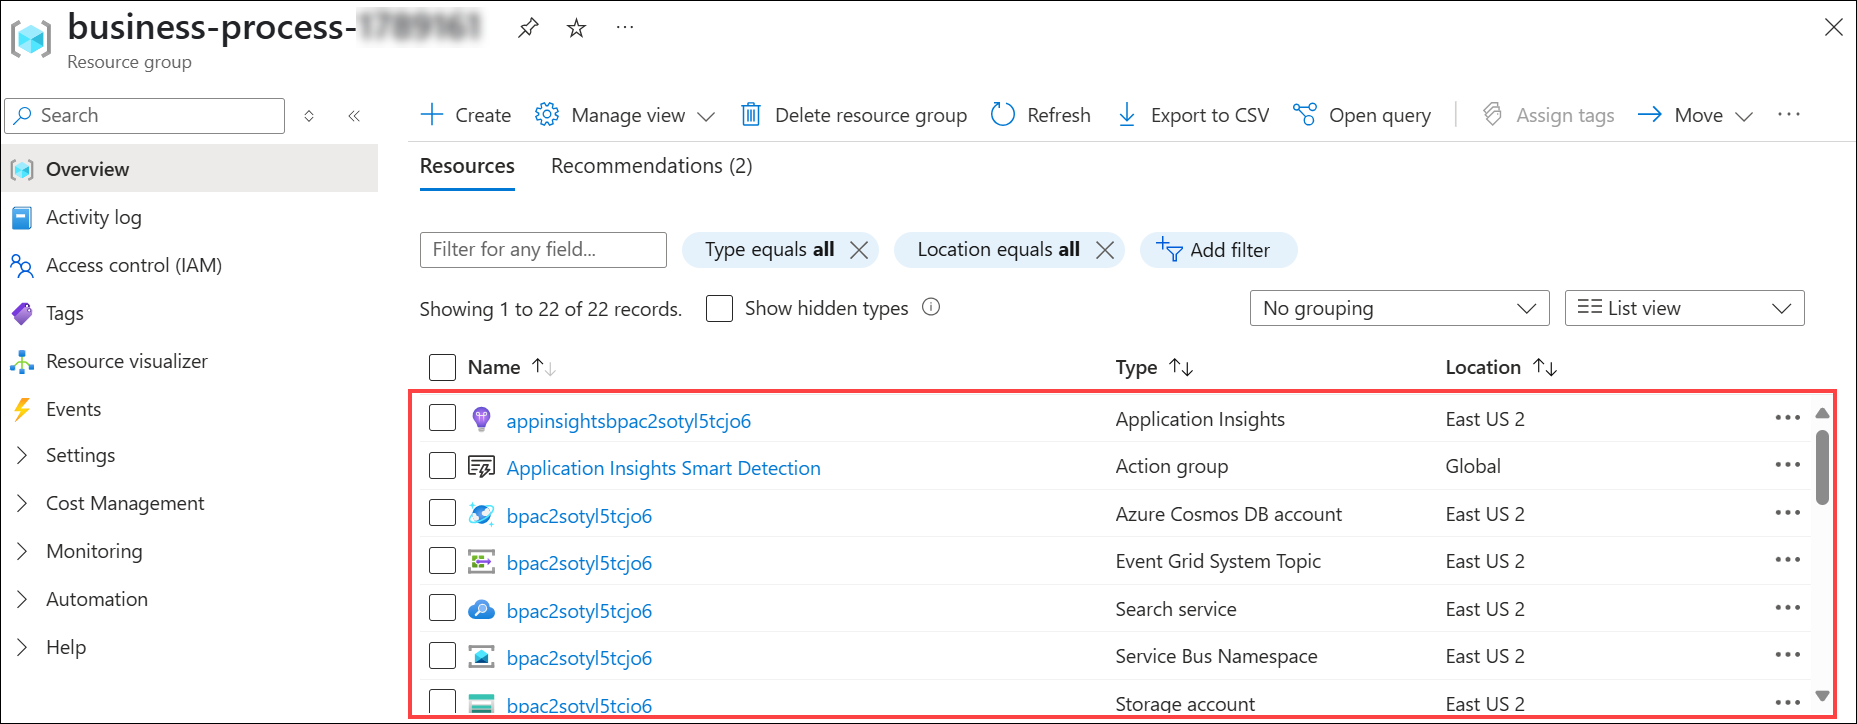 business-process-
Resource group
Search
Create Manage view Delete resource group Refresh Export to CSV Open query Assign tags Move
Overview
Activity log
Access control (IAM)
Tags
Resource visualizer
Events
Settings
Cost Management
Monitoring
Automation
Help
Resources Recommendations (2)
Filter for any field... Type equals all Location equals all Add filter
Showing 1 to 22 of 22 records. Show hidden types No grouping List view
Name Type Location
appinsightsbpac2sotyl5tcjo6 Application Insights East US 2
Application Insights Smart Detection Action group Global
bpac2sotyl5tcjo6 Azure Cosmos DB account East US 2
bpac2sotyl5tcjo6 Event Grid System Topic East US 2
bpac2sotyl5tcjo6 Search service East US 2
bpac2sotyl5tcjo6 Service Bus Namespace East US 2
bpac2sotyl5tcjo6 Storage account East US 2